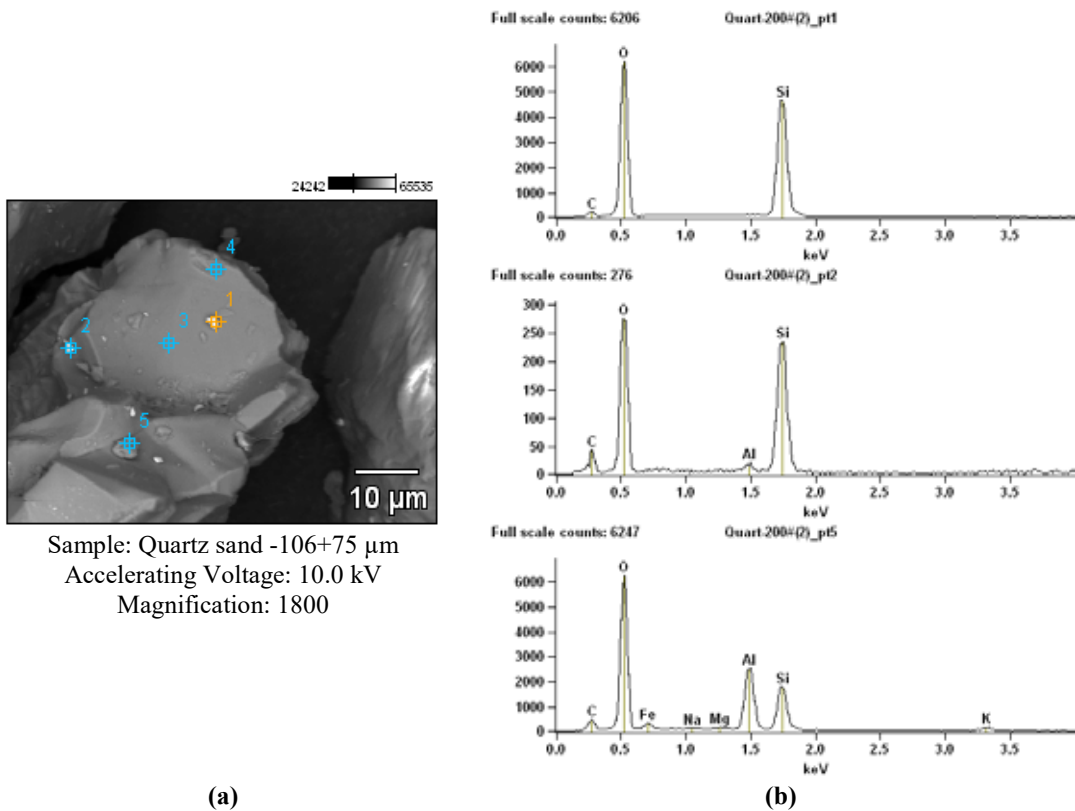 24242 65535
4
1
2
3
5
10 µm
Sample: Quartz sand -106+75 µm
Accelerating Voltage: 10.0 kV
Magnification: 1800
(a)
Full scale counts: 6206 Quart-200#(2)_pt1
O
6000
Si
5000
4000
3000
2000
1000
C
0
0.0 0.5 1.0 1.5 2.0 2.5 3.0 3.5
keV
Full scale counts: 276 Quart-200#(2)_pt2
300
O
250
Si
200
150
100
50
C
Al
0
0.0 0.5 1.0 1.5 2.0 2.5 3.0 3.5
keV
Full scale counts: 6247 Quart-200#(2)_pt5
O
6000
5000
4000
3000
Al
2000
Si
1000
C Fe Na Mg K
0
0.0 0.5 1.0 1.5 2.0 2.5 3.0 3.5
keV
(b)